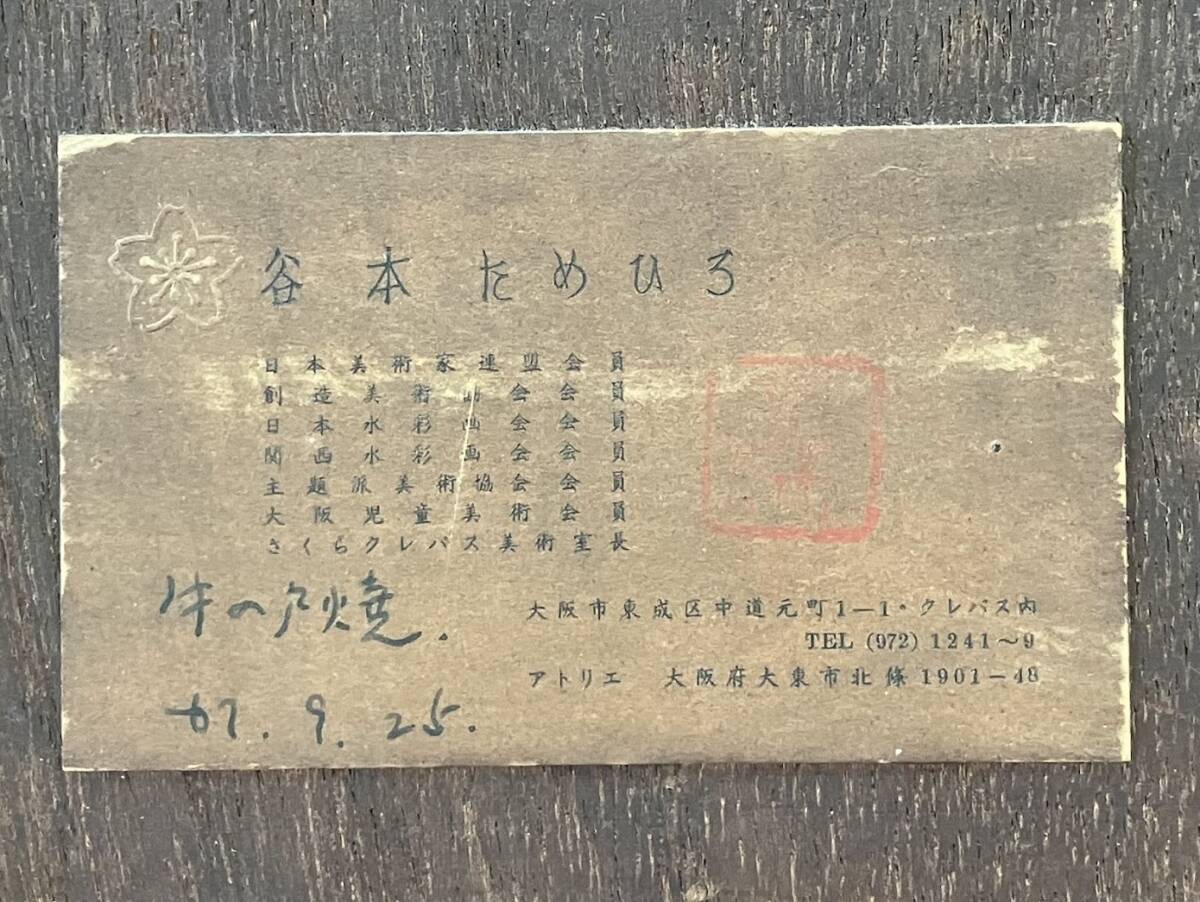 谷本ためひろ
日本美術家連盟会員
創造美術会会員
日本水彩画会会員
関西水彩画会会員
主題派美術協会会員
大阪児童美術会員
さくらクレパス美術室長
牛の戸焼.
大阪市東成区中道元町1—1・クレパス内
TEL (972) 1241〜9
アトリエ 大阪府大東市北條1901−48
67. 9. 25.